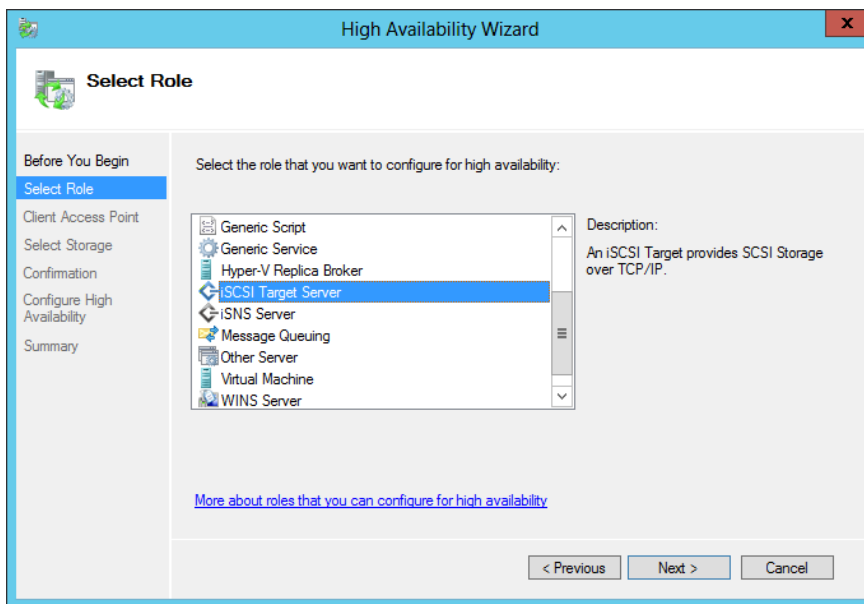 High Availability Wizard
x
Select Role
Before You Begin
Select Role
Client Access Point
Select Storage
Confirmation
Configure High
Availability
Summary
Select the role that you want to configure for high availability:
Generic Script
Generic Service
Hyper-V Replica Broker
iSCSI Target Server
iSNS Server
Message Queuing
Other Server
Virtual Machine
WINS Server
Description:
An iSCSI Target provides SCSI Storage
over TCP/IP.
More about roles that you can configure for high availability
< Previous
Next >
Cancel